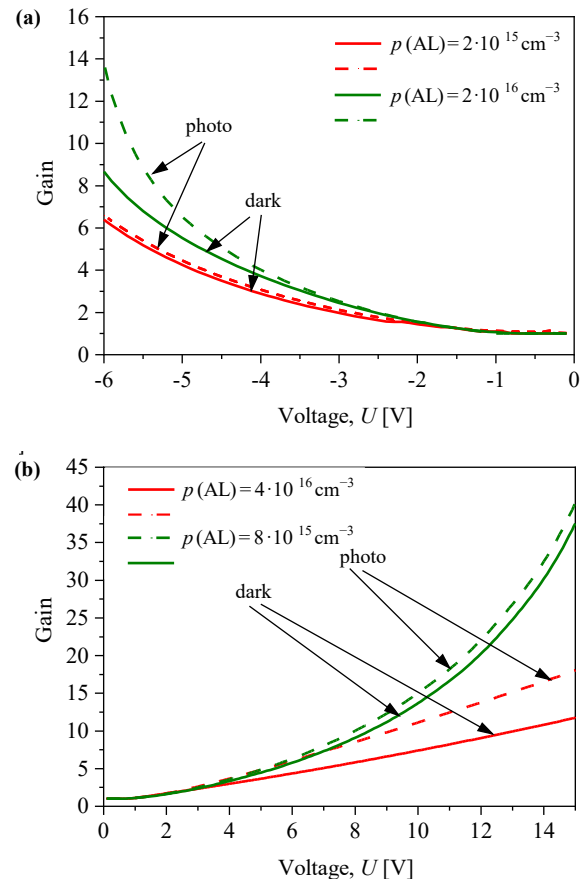 (a)
16
14
12
10
8
6
4
2
0
Gain
p (AL) = 2·10 15 cm−3
p (AL) = 2·10 16 cm−3
photo
dark
-6 -5 -4 -3 -2 -1 0
Voltage, U [V]
(b)
45
40
35
30
25
20
15
10
5
0
Gain
p (AL) = 4·10 16 cm−3
p (AL) = 8·10 15 cm−3
photo
dark
0 2 4 6 8 10 12 14
Voltage, U [V]